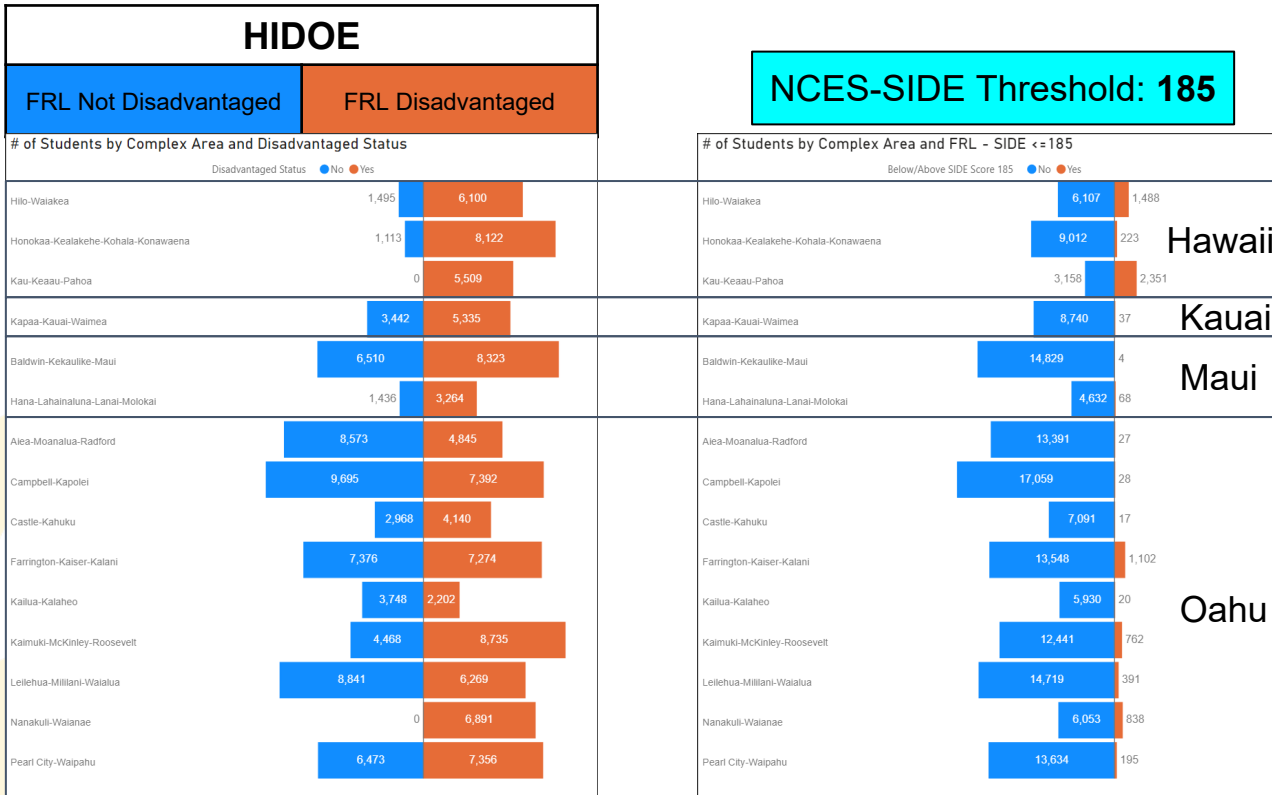 HIDOE
FRL Not Disadvantaged FRL Disadvantaged
NCES-SIDE Threshold: 185
# of Students by Complex Area and Disadvantaged Status
Disadvantaged Status No Yes
Hilo-Waiakea 1,495 6,100
Honokaa-Kealakehe-Kohala-Konawaena 1,113 8,122
Kau-Keaau-Pahoa 0 5,509
Kapaa-Kauai-Waimea 3,442 5,335
Baldwin-Kekaulike-Maui 6,510 8,323
Hana-Lahainaluna-Lanai-Molokai 1,436 3,264
Aiea-Moanalua-Radford 8,573 4,845
Campbell-Kapolei 9,695 7,392
Castle-Kahuku 2,968 4,140
Farrington-Kaiser-Kalani 7,376 7,274
Kailua-Kalaheo 3,748 2,202
Kaimuki-McKinley-Roosevelt 4,468 8,735
Leilehua-Mililani-Waialua 8,841 6,269
Nanakuli-Waianae 0 6,891
Pearl City-Waipahu 6,473 7,356
# of Students by Complex Area and FRL - SIDE <=185
Below/Above SIDE Score 185 No Yes
Hilo-Waiakea 6,107 1,488
Honokaa-Kealakehe-Kohala-Konawaena 9,012 223
Kau-Keaau-Pahoa 3,158 2,351
Hawaii
Kapaa-Kauai-Waimea 8,740 37
Kauai
Baldwin-Kekaulike-Maui 14,829 4
Hana-Lahainaluna-Lanai-Molokai 4,632 68
Maui
Aiea-Moanalua-Radford 13,391 27
Campbell-Kapolei 17,059 28
Castle-Kahuku 7,091 17
Farrington-Kaiser-Kalani 13,548 1,102
Kailua-Kalaheo 5,930 20
Kaimuki-McKinley-Roosevelt 12,441 762
Leilehua-Mililani-Waialua 14,719 391
Nanakuli-Waianae 6,053 838
Pearl City-Waipahu 13,634 195
Oahu